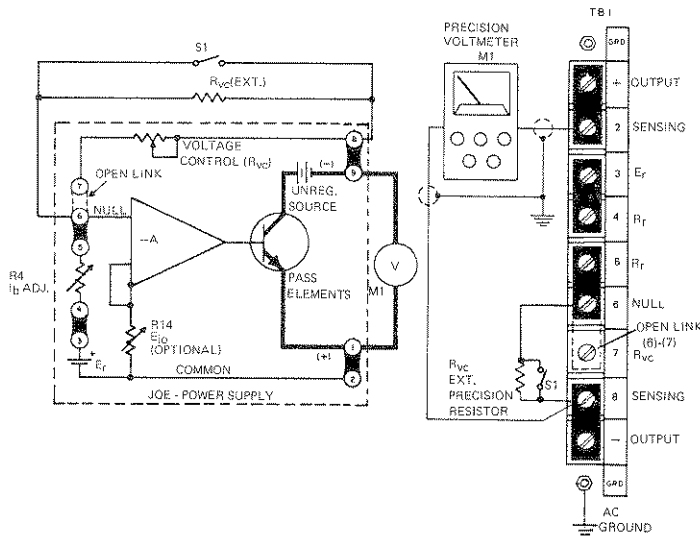 S1
RVC(EXT.)
8
VOLTAGE
CONTROL (RVC)
7
OPEN LINK
(−)
9
UNREG.
SOURCE
6
NULL
–A
5
V
M1
R4
Ib ADJ.
PASS
ELEMENTS
4
R14
Eio
(OPTIONAL)
3
(+)
1
+
Er
COMMON
2
JOE - POWER SUPPLY
PRECISION
VOLTMETER
M1
TB1
GRD
+ OUTPUT
2 SENSING
3 Er
4 Rr
Rr
6 NULL
OPEN LINK
(6)-(7)
7 RVC
RVC
EXT.
PRECISION
RESISTOR
S1
8 SENSING
– OUTPUT
GRD
AC
GROUND